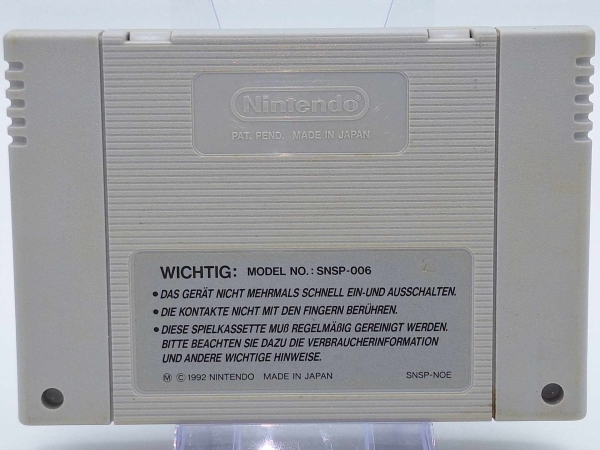 Nintendo
PAT. PEND. MADE IN JAPAN
WICHTIG: MODEL NO.: SNSP-006
• DAS GERÄT NICHT MEHRMALS SCHNELL EIN-UND AUSSCHALTEN.
• DIE KONTAKTE NICHT MIT DEN FINGERN BERÜHREN.
• DIESE SPIELKASSETTE MUß REGELMÄßIG GEREINIGT WERDEN.
BITTE BEACHTEN SIE DAZU DIE VERBRAUCHERINFORMATION
UND ANDERE WICHTIGE HINWEISE.
Ⓜ © 1992 NINTENDO MADE IN JAPAN SNSP-NOE